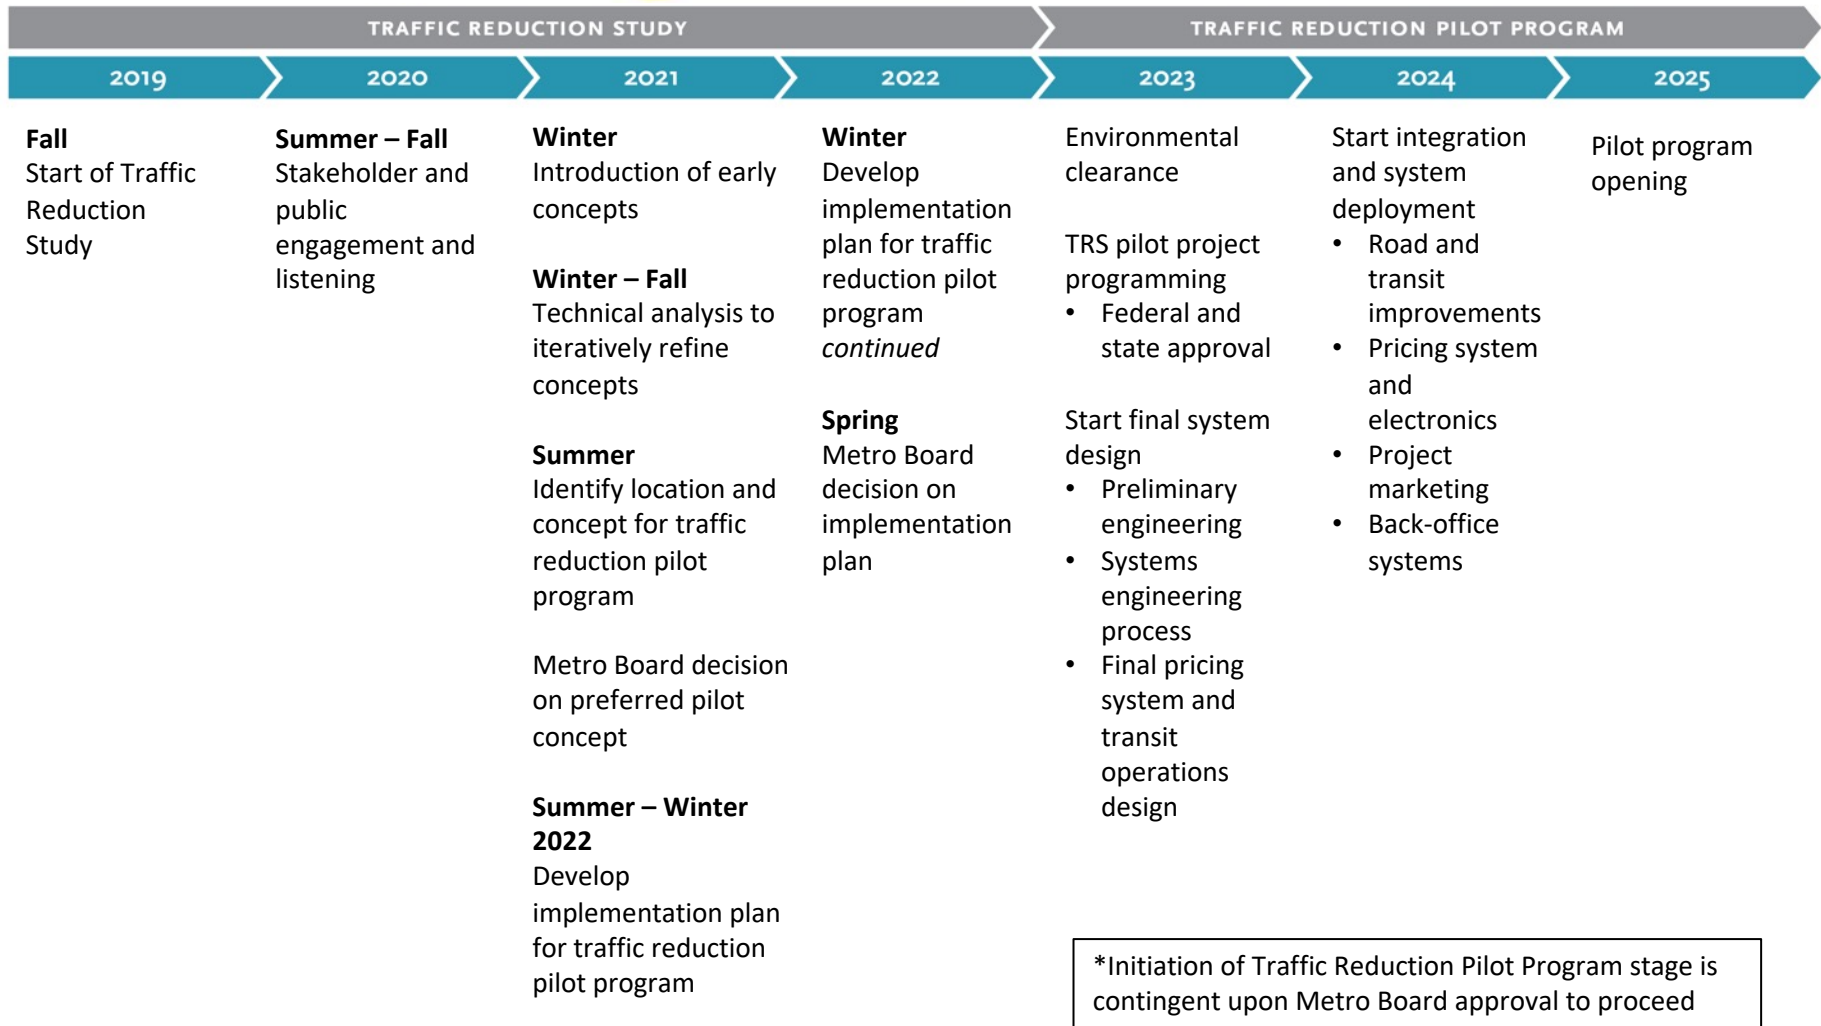 TRAFFIC REDUCTION STUDY
TRAFFIC REDUCTION PILOT PROGRAM
2019
2020
2021
2022
2023
2024
2025
Fall
Start of Traffic
Reduction
Study
Summer – Fall
Stakeholder and
public
engagement and
listening
Winter
Introduction of early
concepts
Winter – Fall
Technical analysis to
iteratively refine
concepts
Summer
Identify location and
concept for traffic
reduction pilot
program
Metro Board decision
on preferred pilot
concept
Summer – Winter
2022
Develop
implementation plan
for traffic reduction
pilot program
Winter
Develop
implementation
plan for traffic
reduction pilot
program
continued
Spring
Metro Board
decision on
implementation
plan
Environmental
clearance
TRS pilot project
programming
• Federal and
state approval
Start final system
design
• Preliminary
engineering
• Systems
engineering
process
• Final pricing
system and
transit
operations
design
Start integration
and system
deployment
• Road and
transit
improvements
• Pricing system
and
electronics
• Project
marketing
• Back-office
systems
Pilot program
opening
*Initiation of Traffic Reduction Pilot Program stage is
contingent upon Metro Board approval to proceed